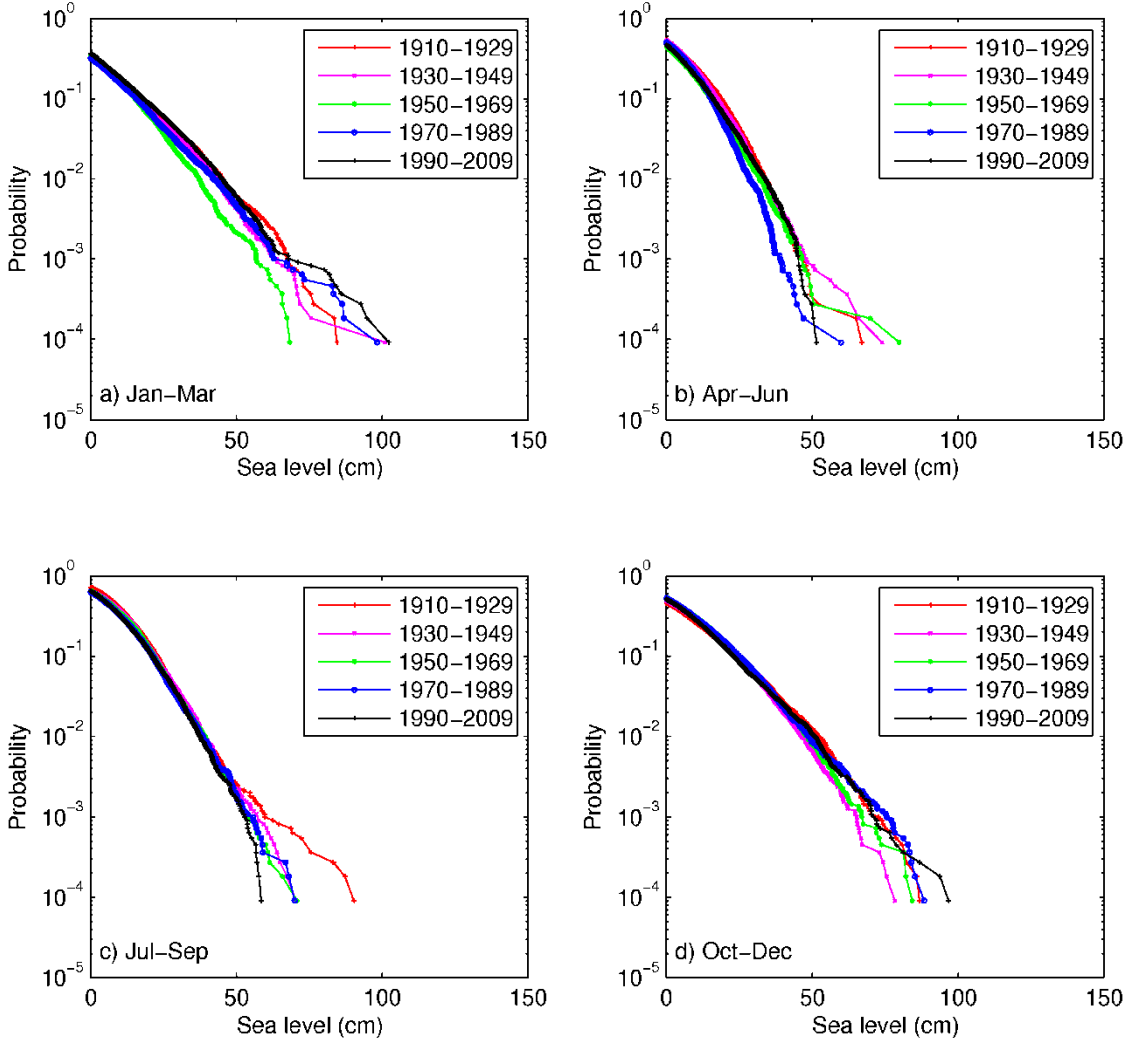 10^0
10^-1
10^-2
10^-3
10^-4
10^-5
Probability
1910-1929
1930-1949
1950-1969
1970-1989
1990-2009
a) Jan-Mar
0 50 100 150
Sea level (cm)
10^0
10^-1
10^-2
10^-3
10^-4
10^-5
Probability
1910-1929
1930-1949
1950-1969
1970-1989
1990-2009
b) Apr-Jun
0 50 100 150
Sea level (cm)
10^0
10^-1
10^-2
10^-3
10^-4
10^-5
Probability
1910-1929
1930-1949
1950-1969
1970-1989
1990-2009
c) Jul-Sep
0 50 100 150
Sea level (cm)
10^0
10^-1
10^-2
10^-3
10^-4
10^-5
Probability
1910-1929
1930-1949
1950-1969
1970-1989
1990-2009
d) Oct-Dec
0 50 100 150
Sea level (cm)